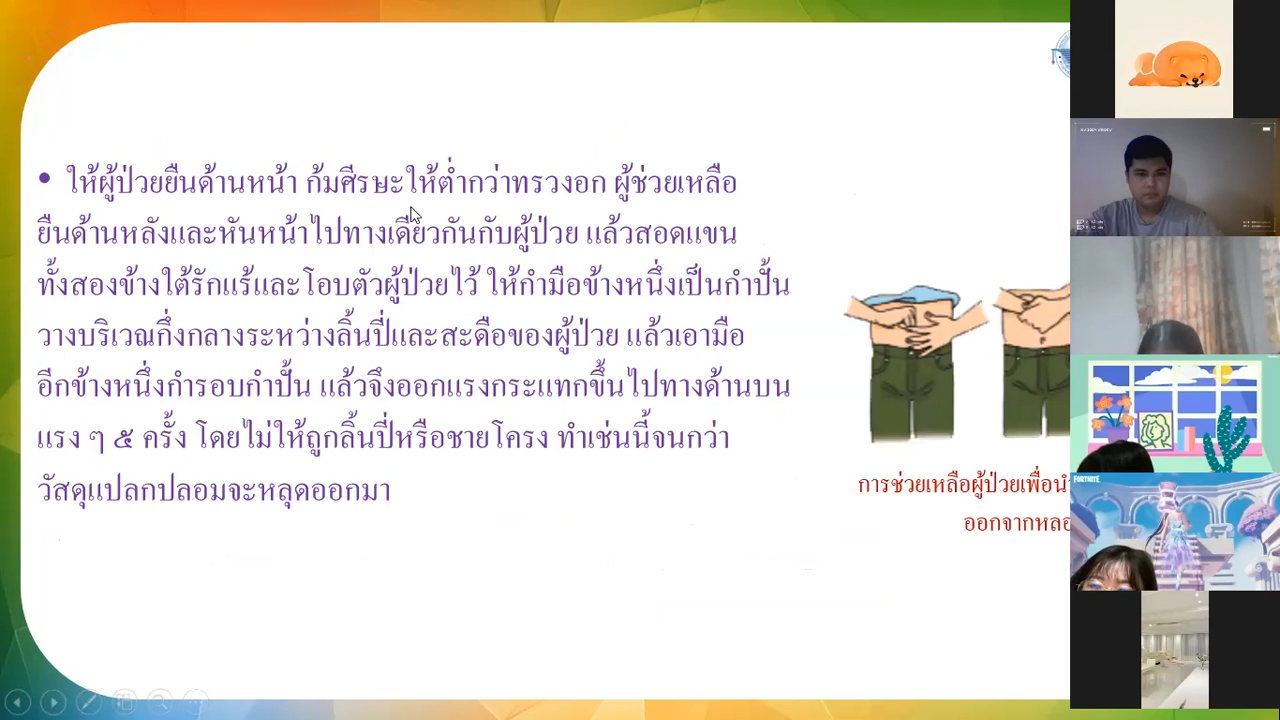 • ให้ผู้ป่วยยืนด้านหน้า ก้มศีรษะให้ต่ำกว่าทรวงอก ผู้ช่วยเหลือ
ยืนด้านหลังและหันหน้าไปทางเดียวกันกับผู้ป่วย แล้วสอดแขน
ทั้งสองข้างใต้รักแร้และโอบตัวผู้ป่วยไว้ ให้กำมือข้างหนึ่งเป็นกำปั้น
วางบริเวณกึ่งกลางระหว่างลิ้นปี่และสะดือของผู้ป่วย แล้วเอามือ
อีกข้างหนึ่งกำรอบกำปั้น แล้วจึงออกแรงกระแทกขึ้นไปทางด้านบน
แรง ๆ ๕ ครั้ง โดยไม่ให้ถูกลิ้นปี่หรือชายโครง ทำเช่นนี้จนกว่า
วัสดุแปลกปลอมจะหลุดออกมา
การช่วยเหลือผู้ป่วยเพื่อนำ
ออกจากหลอ
FORTNITE